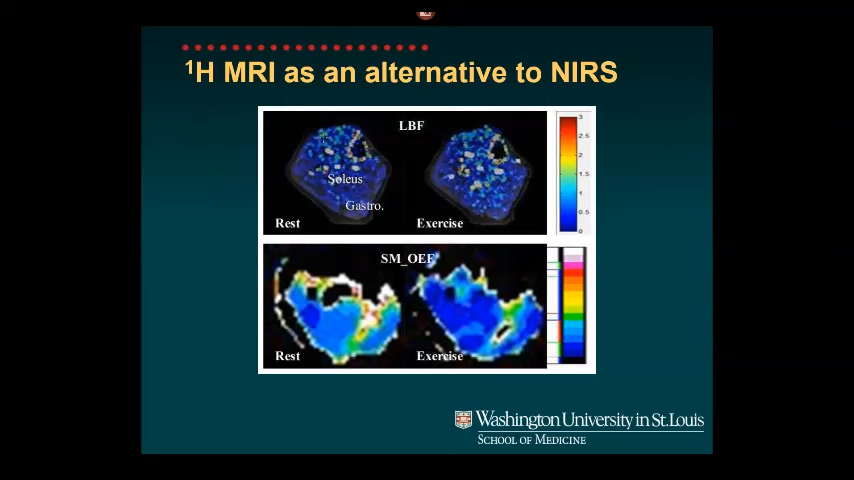 ¹H MRI as an alternative to NIRS
LBF
Soleus
Gastro.
Rest
Exercise
3
2.5
2
1.5
1
0.5
0
SM_OEF
Rest
Exercise
Washington University in St. Louis
SCHOOL OF MEDICINE